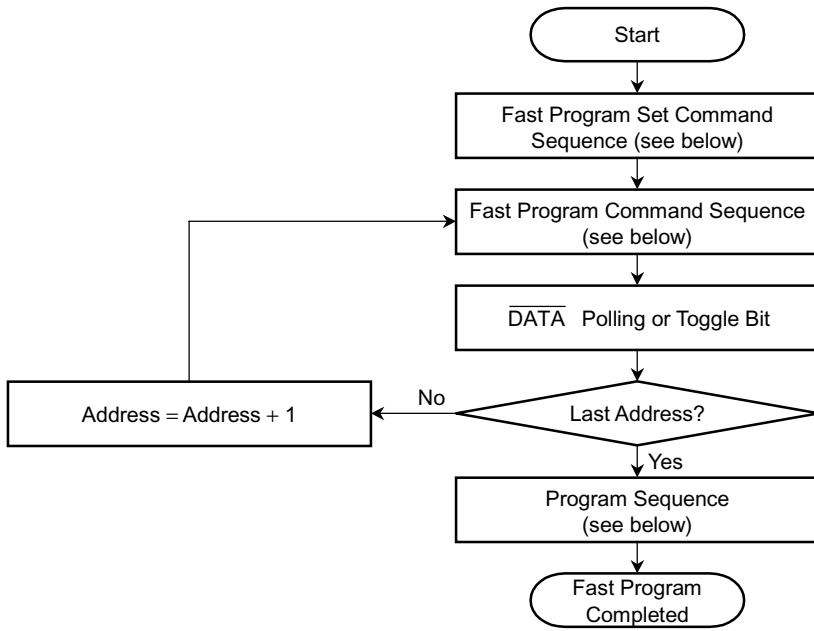 Start
Fast Program Set Command
Sequence (see below)
Fast Program Command Sequence
(see below)
DATA Polling or Toggle Bit
Address = Address + 1
No
Last Address?
Yes
Program Sequence
(see below)
Fast Program
Completed